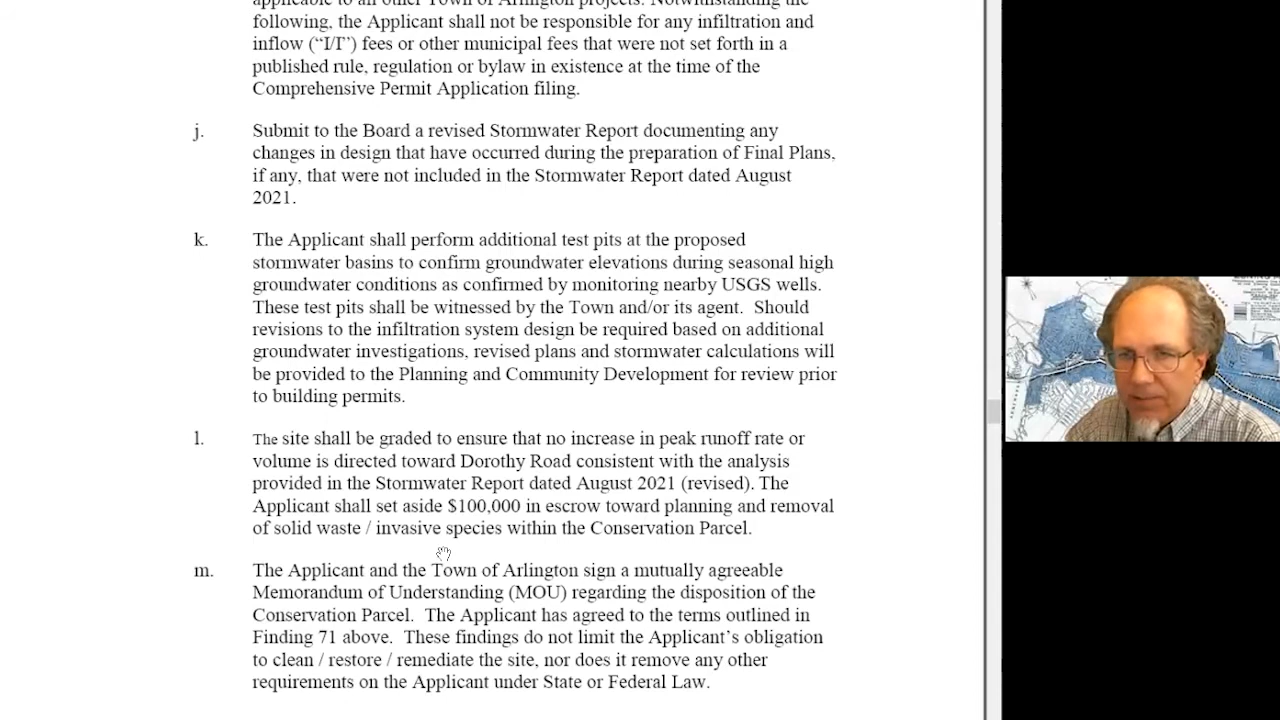 applicable to all other Town of Arlington projects. Notwithstanding the
following, the Applicant shall not be responsible for any infiltration and
inflow (“I/I”) fees or other municipal fees that were not set forth in a
published rule, regulation or bylaw in existence at the time of the
Comprehensive Permit Application filing.
j. Submit to the Board a revised Stormwater Report documenting any
changes in design that have occurred during the preparation of Final Plans,
if any, that were not included in the Stormwater Report dated August
2021.
k. The Applicant shall perform additional test pits at the proposed
stormwater basins to confirm groundwater elevations during seasonal high
groundwater conditions as confirmed by monitoring nearby USGS wells.
These test pits shall be witnessed by the Town and/or its agent. Should
revisions to the infiltration system design be required based on additional
groundwater investigations, revised plans and stormwater calculations will
be provided to the Planning and Community Development for review prior
to building permits.
l. The site shall be graded to ensure that no increase in peak runoff rate or
volume is directed toward Dorothy Road consistent with the analysis
provided in the Stormwater Report dated August 2021 (revised). The
Applicant shall set aside $100,000 in escrow toward planning and removal
of solid waste / invasive species within the Conservation Parcel.
m. The Applicant and the Town of Arlington sign a mutually agreeable
Memorandum of Understanding (MOU) regarding the disposition of the
Conservation Parcel. The Applicant has agreed to the terms outlined in
Finding 71 above. These findings do not limit the Applicant’s obligation
to clean / restore / remediate the site, nor does it remove any other
requirements on the Applicant under State or Federal Law.